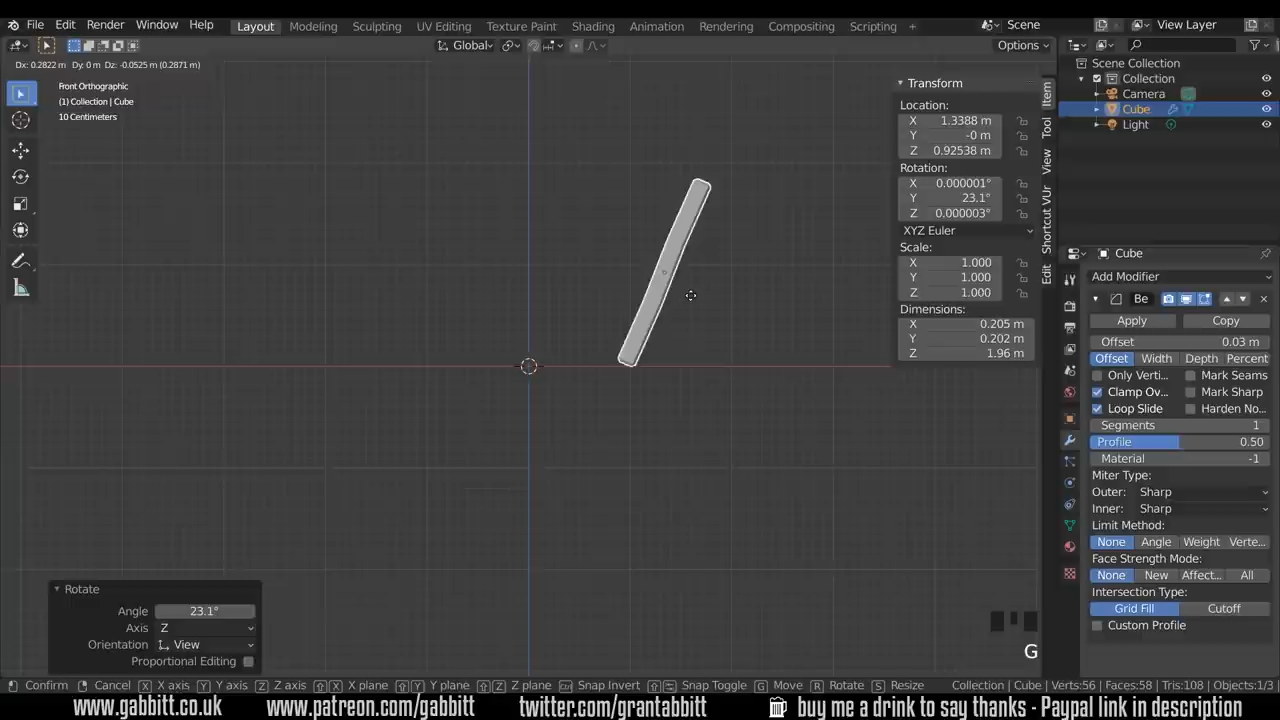 File Edit Render Window Help Layout Modeling Sculpting UV Editing Texture Paint Shading Animation Rendering Compositing Scripting + Scene View Layer
Global Options
Dx: 0.2822 m Dy: 0 m Dz: -0.0525 m (0.2871 m)
Front Orthographic
(1) Collection | Cube
10 Centimeters
Transform
Location:
X 1.3388 m
Y -0 m
Z 0.92538 m
Rotation:
X 0.000001°
Y 23.1°
Z 0.000003°
XYZ Euler
Scale:
X 1.000
Y 1.000
Z 1.000
Dimensions:
X 0.205 m
Y 0.202 m
Z 1.96 m
Item
Tool
View
Shortcut VUr
Edit
Scene Collection
Collection
Camera
Cube
Light
Cube
Add Modifier
Be
Apply Copy
Offset 0.03 m
Offset Width Depth Percent
Only Verti... Mark Seams
Clamp Ov... Mark Sharp
Loop Slide Harden No...
Segments 1
Profile 0.50
Material -1
Miter Type:
Outer: Sharp
Inner: Sharp
Limit Method:
None Angle Weight Verte...
Face Strength Mode:
None New Affect... All
Intersection Type:
Grid Fill Cutoff
Custom Profile
Rotate
Angle 23.1°
Axis Z
Orientation View
Proportional Editing
G
Confirm Cancel X X axis Y Y axis Z Z axis X X plane Y Y plane Z Z plane Snap Invert Snap Toggle G Move R Rotate S Resize Collection | Cube | Verts:56 | Faces:58 | Tris:108 | Objects:1/3
www.gabbitt.co.uk www.patreon.com/gabbitt twitter.com/grantabbitt buy me a drink to say thanks - Paypal link in description